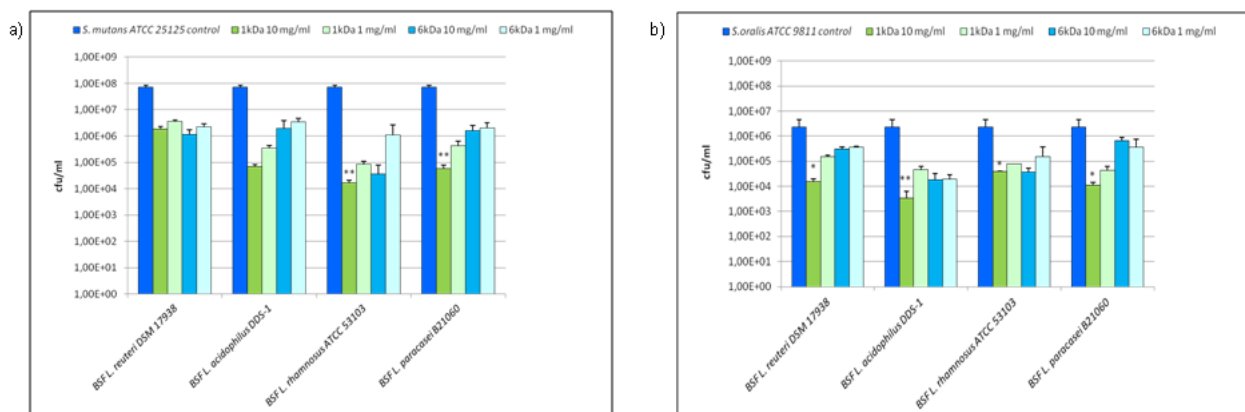 a)
S. mutans ATCC 25125 control 1kDa 10 mg/ml 1kDa 1 mg/ml 6kDa 10 mg/ml 6kDa 1 mg/ml
1,00E+09
1,00E+08
1,00E+07
1,00E+06
1,00E+05
1,00E+04
1,00E+03
1,00E+02
1,00E+01
1,00E+00
cfu/ml
**
**
BSF L. reuteri DSM 17938
BSF L. acidophilus DDS-1
BSF L. rhamnosus ATCC 53103
BSF L. paracasei B21060
b)
S.oralis ATCC 9811 control 1kDa 10 mg/ml 1kDa 1 mg/ml 6kDa 10 mg/ml 6kDa 1 mg/ml
1,00E+09
1,00E+08
1,00E+07
1,00E+06
1,00E+05
1,00E+04
1,00E+03
1,00E+02
1,00E+01
1,00E+00
cfu/ml
*
**
*
*
BSF L. reuteri DSM 17938
BSF L. acidophilus DDS-1
BSF L. rhamnosus ATCC 53103
BSF L. paracasei B21060